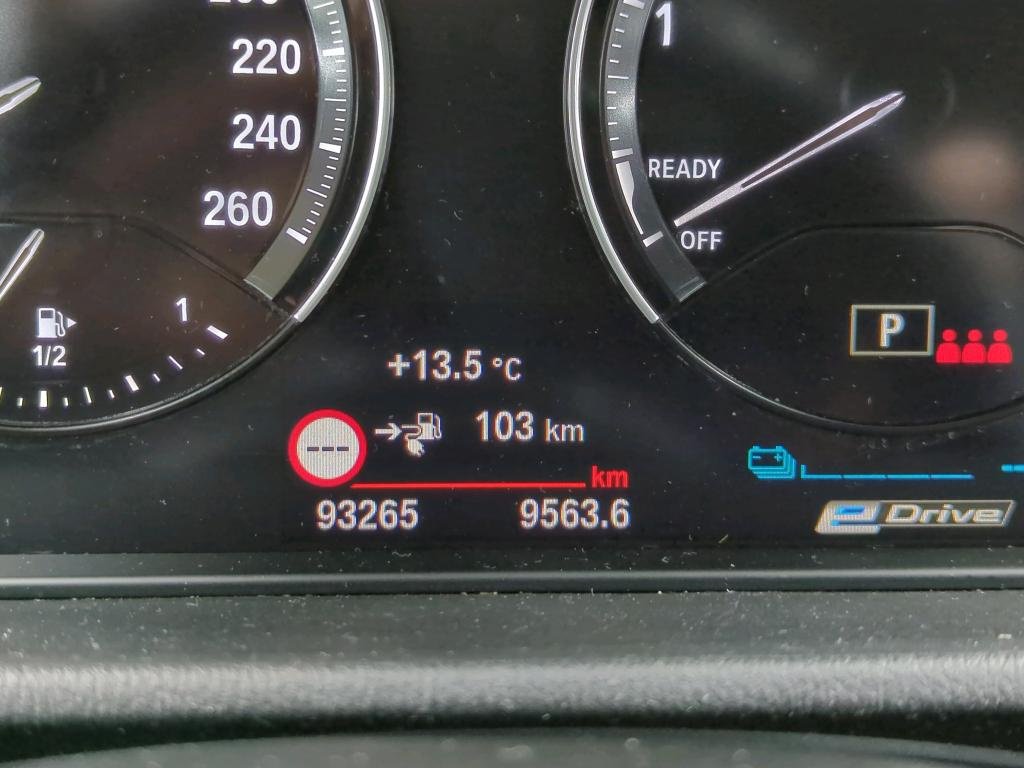 220
240
260
1
1/2
1
READY
OFF
P
+13.5 °C
103 km
---
km
93265 9563.6
eDrive